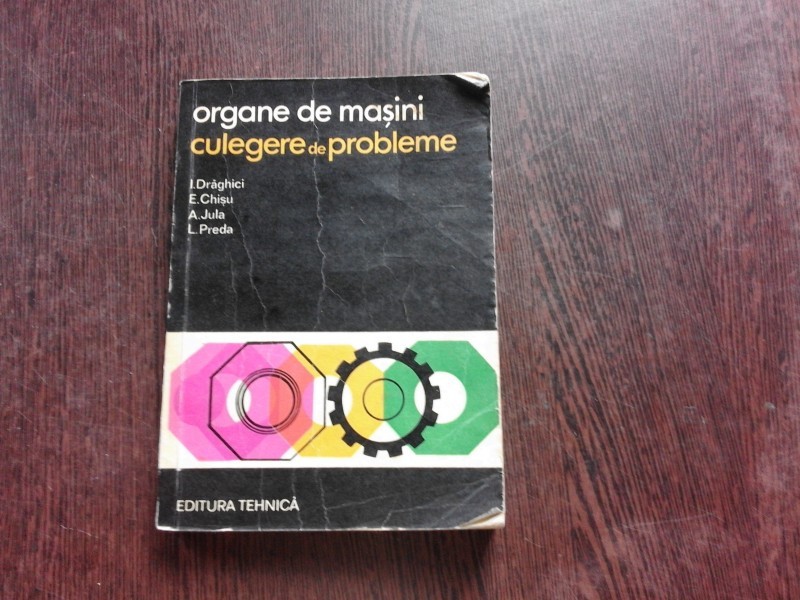 organe de mașini
culegere de probleme
I. Drăghici
E. Chișu
A. Jula
L. Preda
EDITURA TEHNICĂ